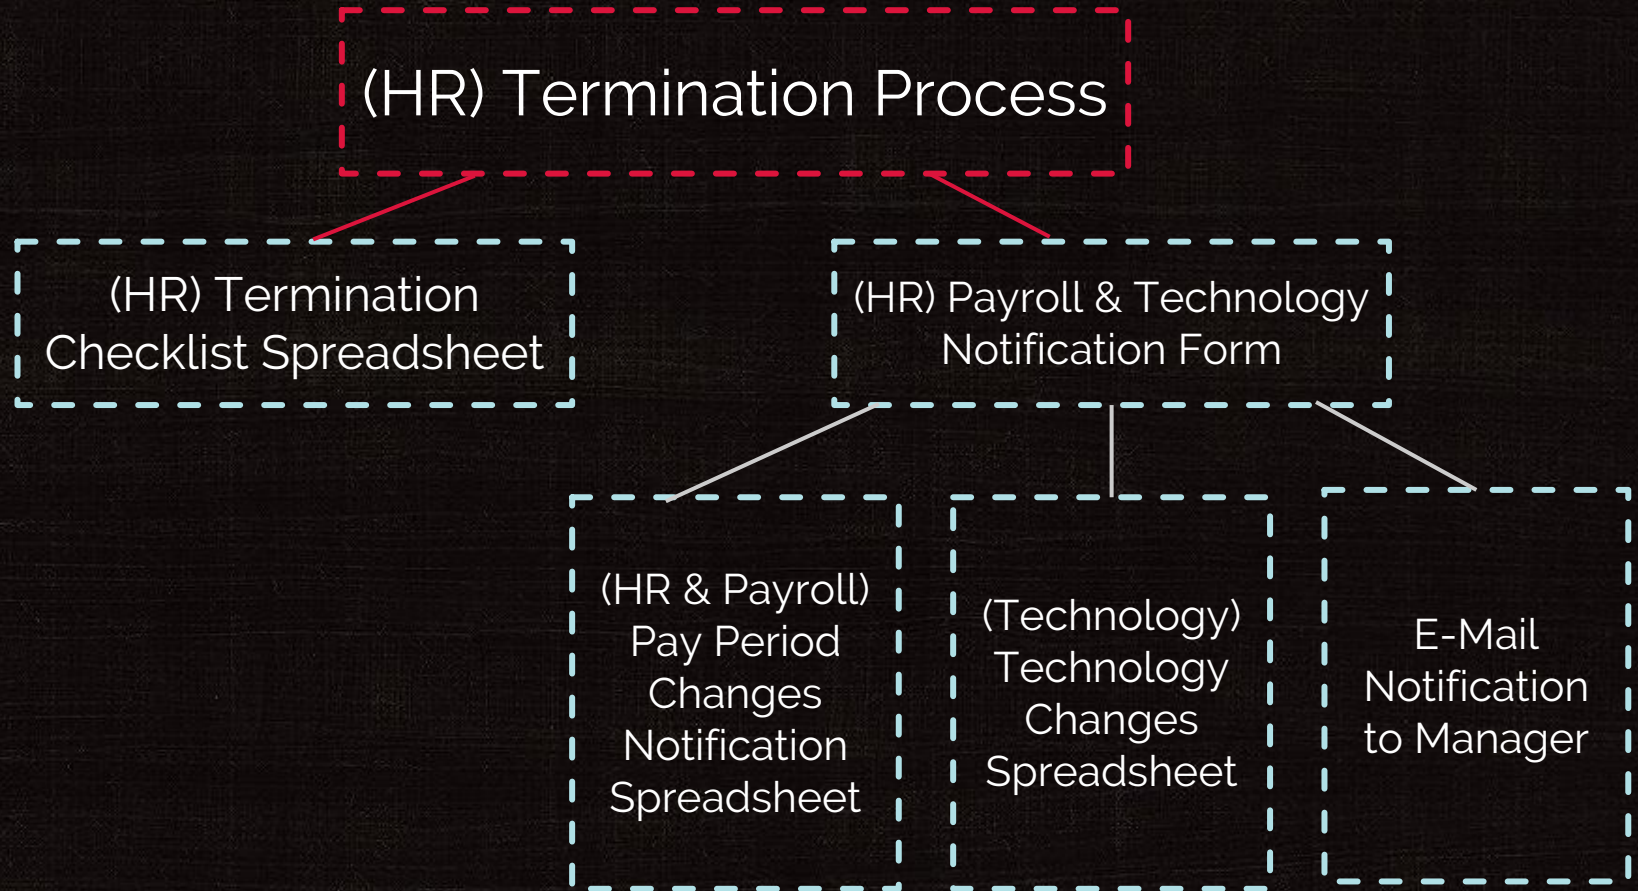 (HR) Termination Process
(HR) Termination
Checklist Spreadsheet
(HR) Payroll & Technology
Notification Form
(HR & Payroll)
Pay Period
Changes
Notification
Spreadsheet
(Technology)
Technology
Changes
Spreadsheet
E-Mail
Notification
to Manager